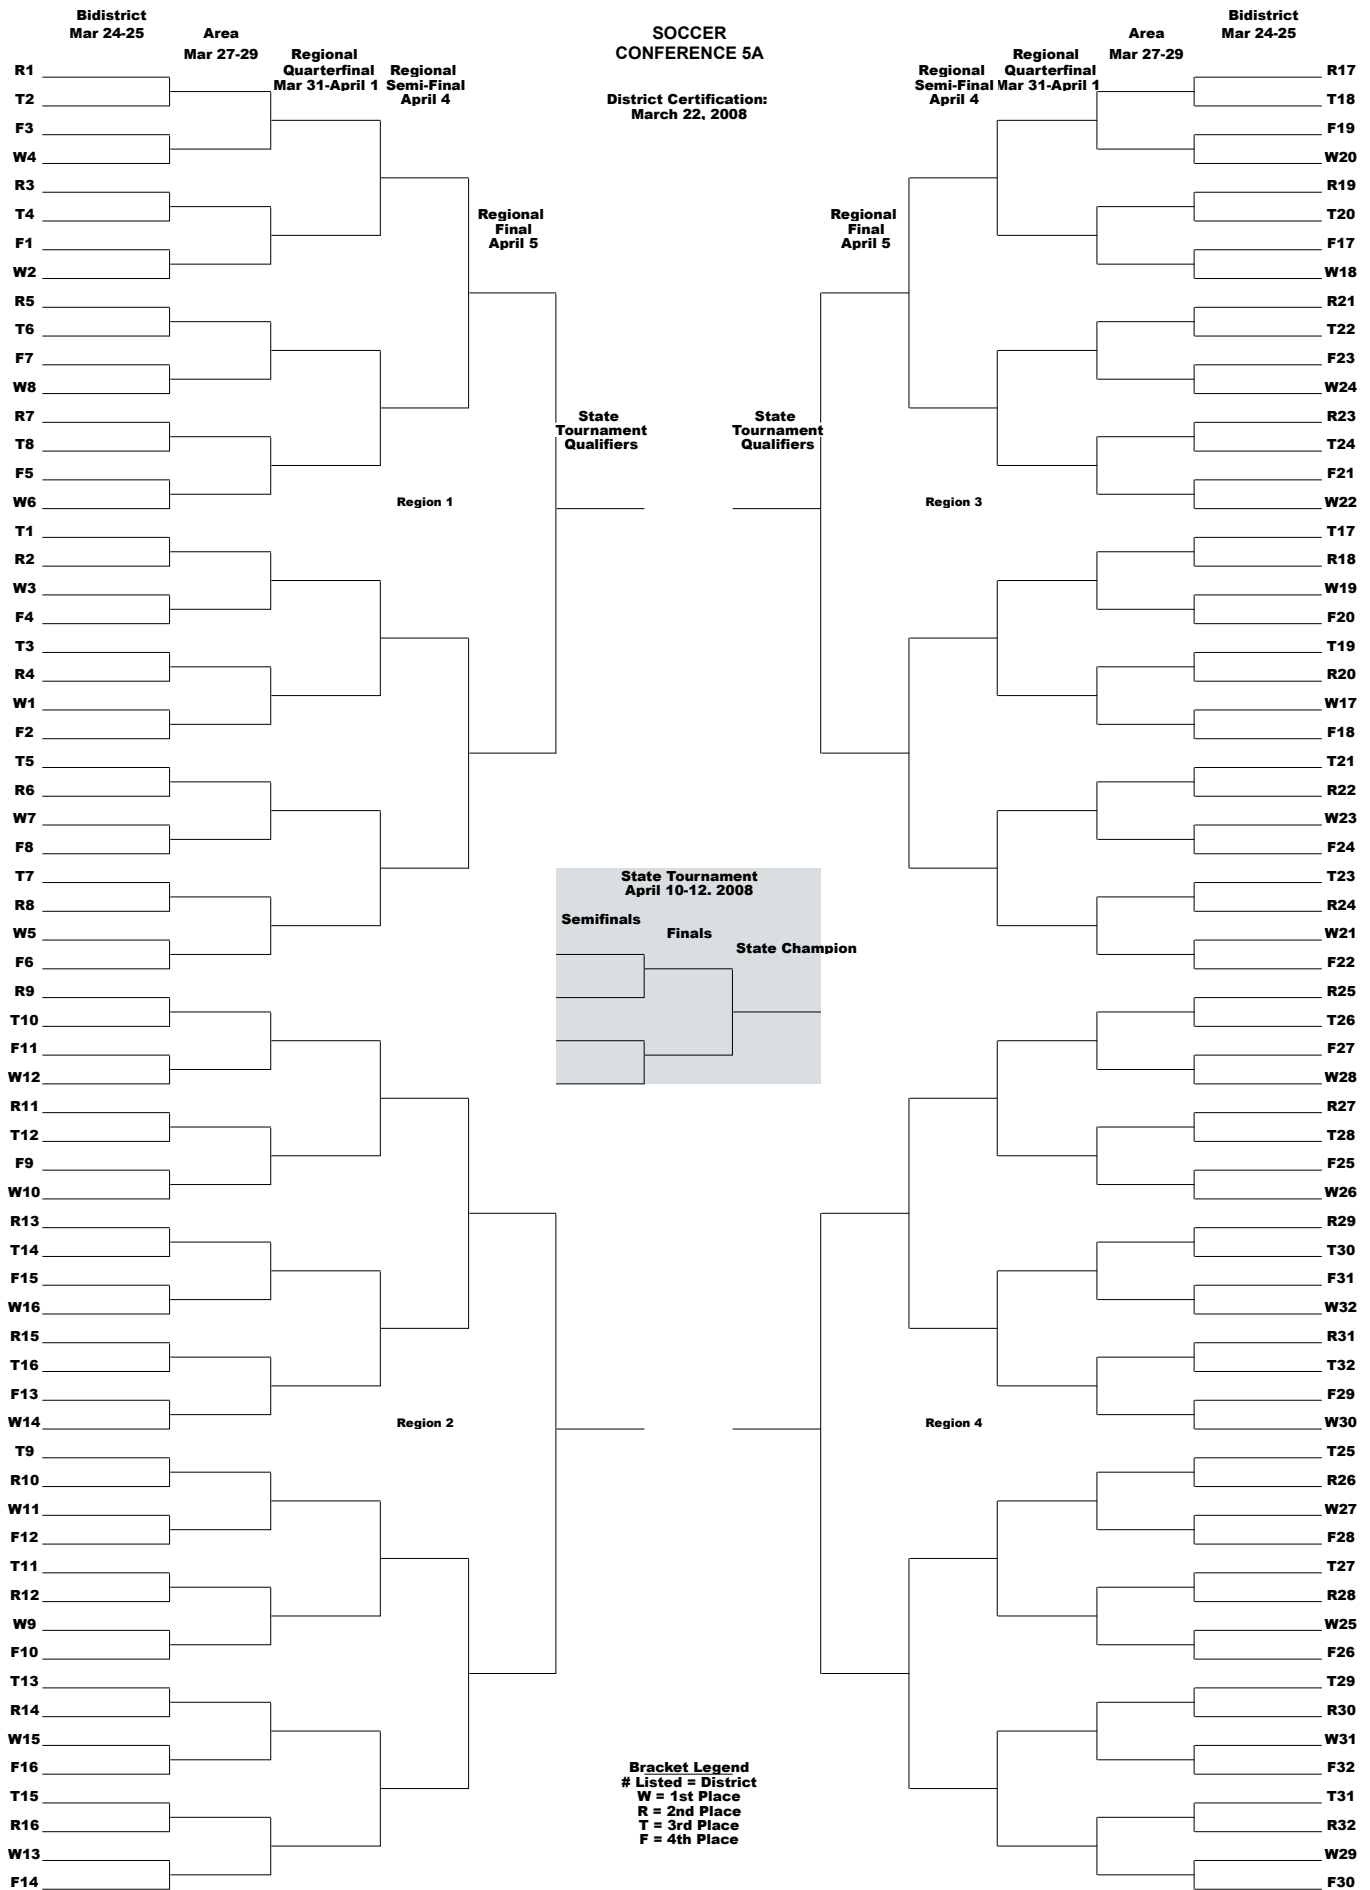 SOCCER
CONFERENCE 5A
District Certification:
March 22, 2008
Bidistrict
Mar 24-25
Area
Mar 27-29
Regional
Quarterfinal
Mar 31-April 1
Regional
Semi-Final
April 4
Regional
Final
April 5
State
Tournament
Qualifiers
R1
T2
F3
W4
R3
T4
F1
W2
R5
T6
F7
W8
R7
T8
F5
W6
Region 1
T1
R2
W3
F4
T3
R4
W1
F2
T5
R6
W7
F8
T7
R8
W5
F6
R9
T10
F11
W12
R11
T12
F9
W10
R13
T14
F15
W16
R15
T16
F13
W14
Region 2
T9
R10
W11
F12
T11
R12
W9
F10
T13
R14
W15
F16
T15
R16
W13
F14
State Tournament
April 10-12. 2008
Semifinals
Finals
State Champion
Bracket Legend
# Listed = District
W = 1st Place
R = 2nd Place
T = 3rd Place
F = 4th Place
Bidistrict
Mar 24-25
Area
Mar 27-29
Regional
Quarterfinal
Mar 31-April 1
Regional
Semi-Final
April 4
Regional
Final
April 5
State
Tournament
Qualifiers
R17
T18
F19
W20
R19
T20
F17
W18
R21
T22
F23
W24
R23
T24
F21
W22
Region 3
T17
R18
W19
F20
T19
R20
W17
F18
T21
R22
W23
F24
T23
R24
W21
F22
R25
T26
F27
W28
R27
T28
F25
W26
R29
T30
F31
W32
R31
T32
F29
W30
Region 4
T25
R26
W27
F28
T27
R28
W25
F26
T29
R30
W31
F32
T31
R32
W29
F30